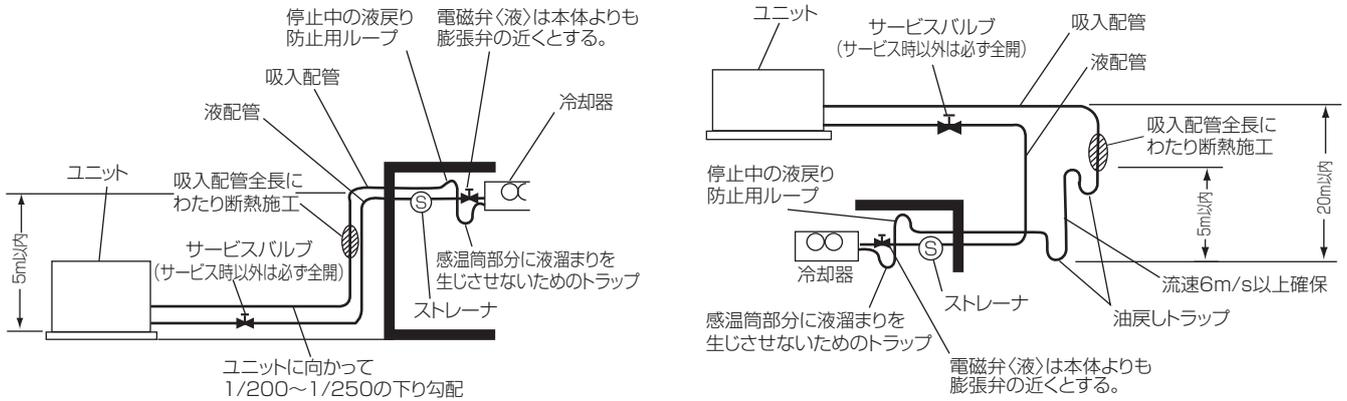 停止中の液戻り
防止用ループ
電磁弁〈液〉は本体よりも
膨張弁の近くとする。
吸入配管
液配管
冷却器
ユニット
吸入配管全長に
わたり断熱施工
5m以内
サービスバルブ
(サービス時以外は必ず全開)
S
感温筒部分に液溜まりを
生じさせないためのトラップ
ストレーナ
ユニットに向かって
1/200～1/250の下り勾配
ユニット
サービスバルブ
(サービス時以外は必ず全開)
吸入配管
液配管
吸入配管全長に
わたり断熱施工
停止中の液戻り
防止用ループ
5m以内
20m以内
S
冷却器
ストレーナ
流速6m/s以上確保
油戻しトラップ
感温筒部分に液溜まりを
生じさせないためのトラップ
電磁弁〈液〉は本体よりも
膨張弁の近くとする。